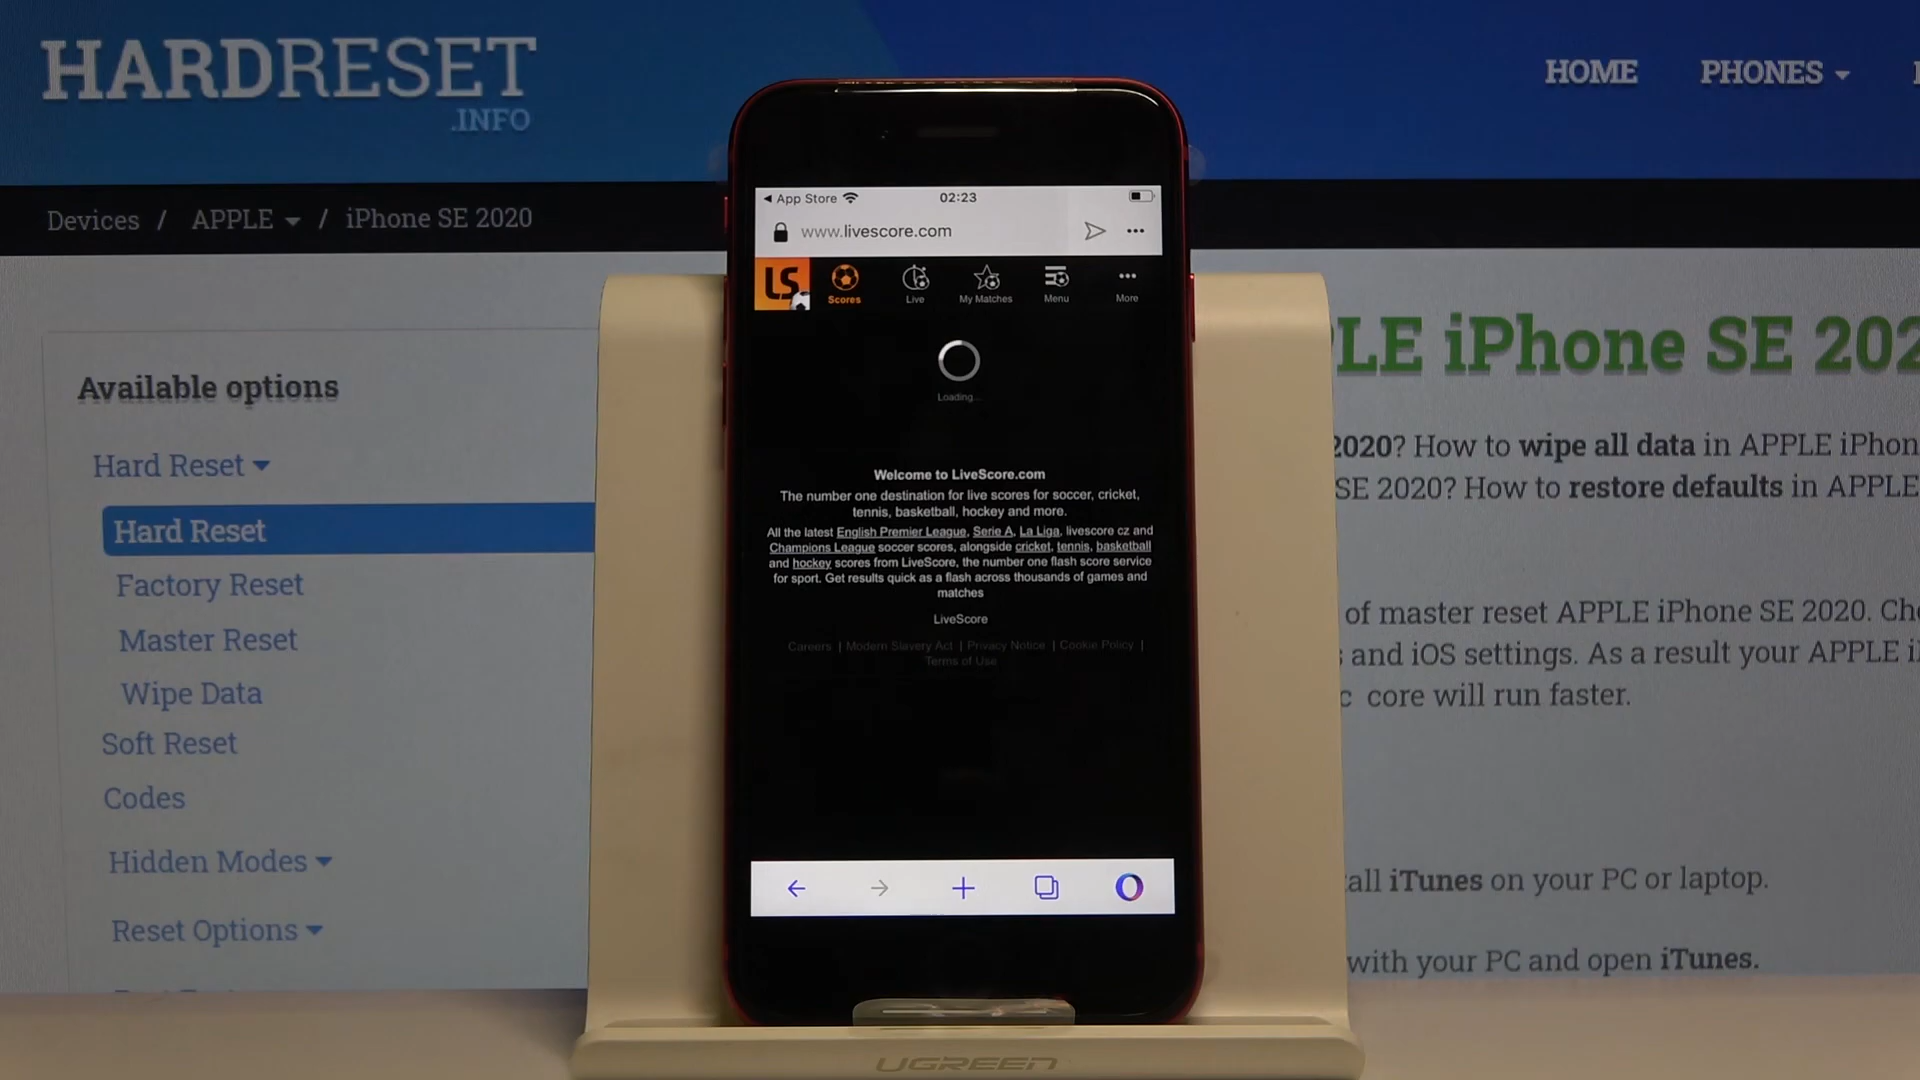 HARDRESET
.INFO
HOME PHONES
Devices / APPLE / iPhone SE 2020
Available options
Hard Reset
Hard Reset
Factory Reset
Master Reset
Wipe Data
Soft Reset
Codes
Hidden Modes
Reset Options
App Store 02:23
www.livescore.com
LS
Scores Live My Matches Menu More
Loading...
Welcome to LiveScore.com
The number one destination for live scores for soccer, cricket,
tennis, basketball, hockey and more.
All the latest English Premier League, Serie A, La Liga, livescore cz and
Champions League soccer scores, alongside cricket, tennis, basketball
and hockey scores from LiveScore, the number one flash score service
for sport. Get results quick as a flash across thousands of games and
matches
LiveScore
Careers | Modern Slavery Act | Privacy Notice | Cookie Policy |
Terms of Use
PLE iPhone SE 202
2020? How to wipe all data in APPLE iPhon
SE 2020? How to restore defaults in APPLE
of master reset APPLE iPhone SE 2020. Che
and iOS settings. As a result your APPLE i
core will run faster.
all iTunes on your PC or laptop.
with your PC and open iTunes.
UGREEN